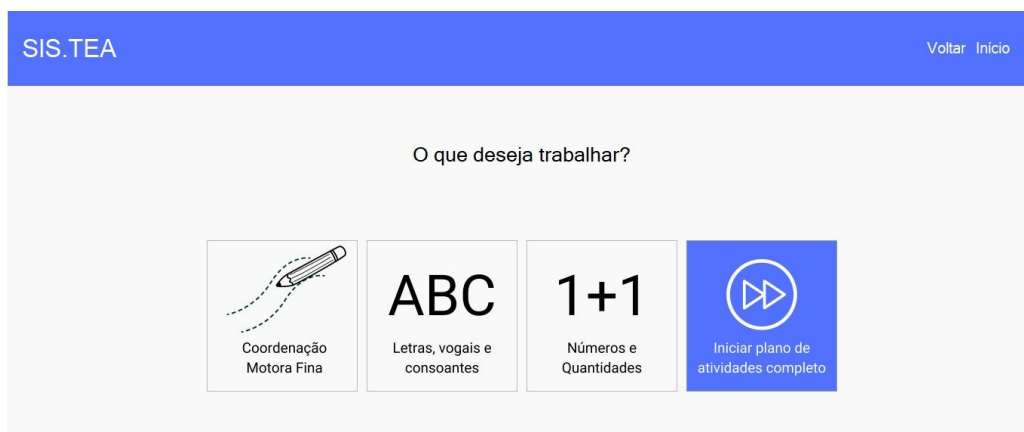 SIS.TEA
Voltar Início
O que deseja trabalhar?
ABC
1+1
Coordenação
Motora Fina
Letras, vogais e
consoantes
Números e
Quantidades
Iniciar plano de
atividades completo